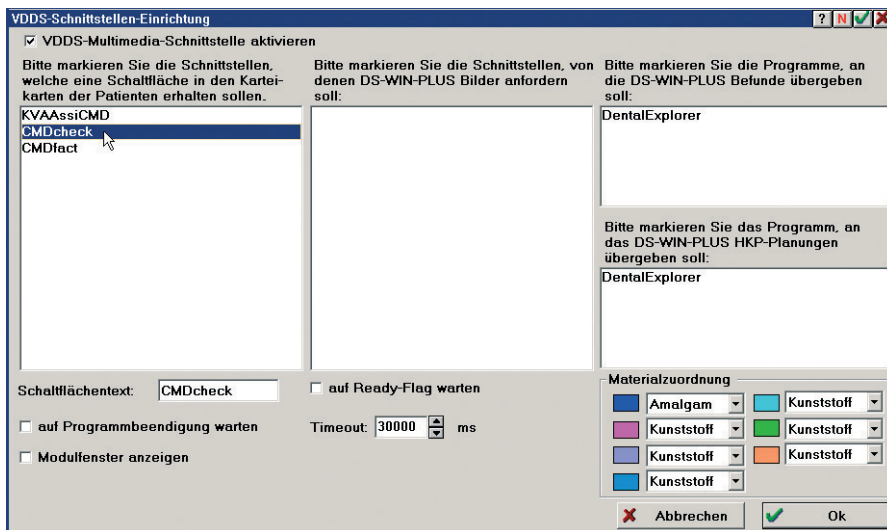 VDDS-Schnittstellen-Einrichtung
? N
VDDS-Multimedia-Schnittstelle aktivieren
Bitte markieren Sie die Schnittstellen,
welche eine Schaltfläche in den Kartei-
karten der Patienten erhalten sollen.
KVAAssiCMD
CMDcheck
CMDfact
Schaltflächentext: CMDcheck
auf Programmbeendigung warten
Modulfenster anzeigen
Bitte markieren Sie die Schnittstellen, von
denen DS-WIN-PLUS Bilder anfordern
soll:
auf Ready-Flag warten
Timeout: 30000 ms
Bitte markieren Sie die Programme, an
die DS-WIN-PLUS Befunde übergeben
soll:
DentalExplorer
Bitte markieren Sie das Programm, an
das DS-WIN-PLUS HKP-Planungen
übergeben soll:
DentalExplorer
Materialzuordnung
Amalgam Kunststoff
Kunststoff Kunststoff
Kunststoff Kunststoff
Kunststoff
Abbrechen Ok